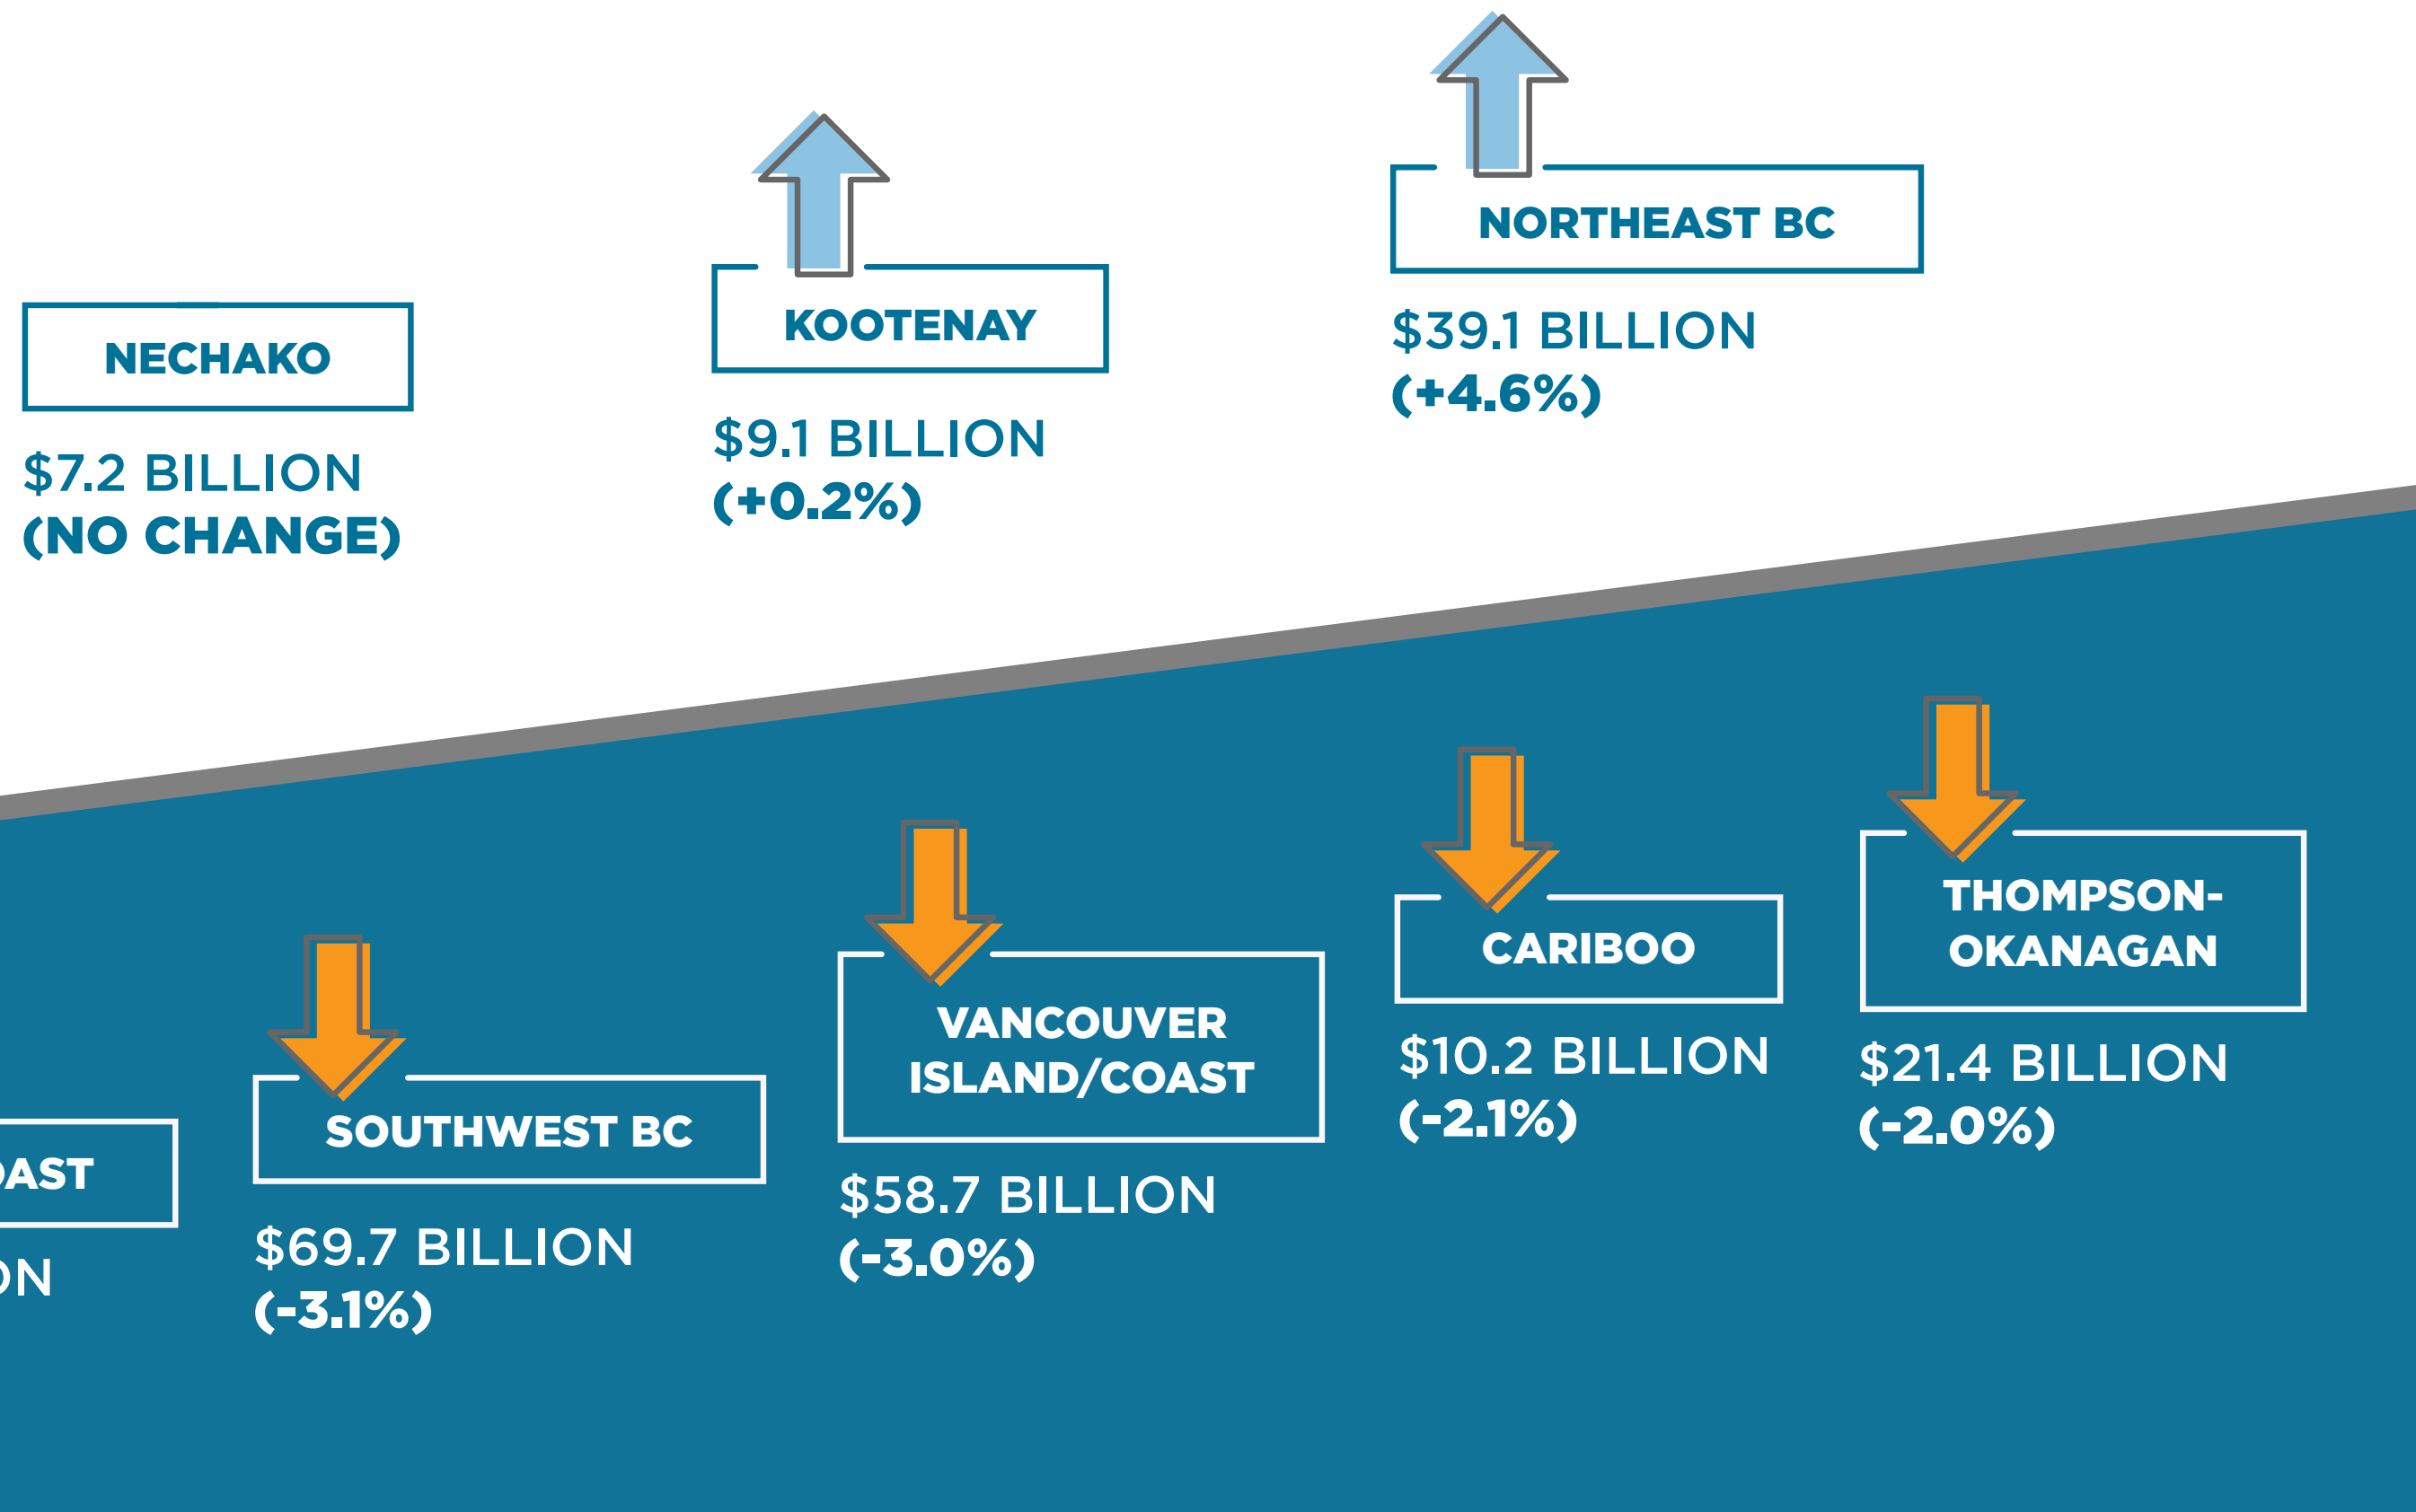 NECHAKO
$7.2 BILLION
(NO CHANGE)
KOOTENAY
$9.1 BILLION
(+0.2%)
NORTHEAST BC
$39.1 BILLION
(+4.6%)
SOUTHWEST BC
$69.7 BILLION
(-3.1%)
VANCOUVER
ISLAND/COAST
$58.7 BILLION
(-3.0%)
CARIBOO
$10.2 BILLION
(-2.1%)
THOMPSON-
OKANAGAN
$21.4 BILLION
(-2.0%)